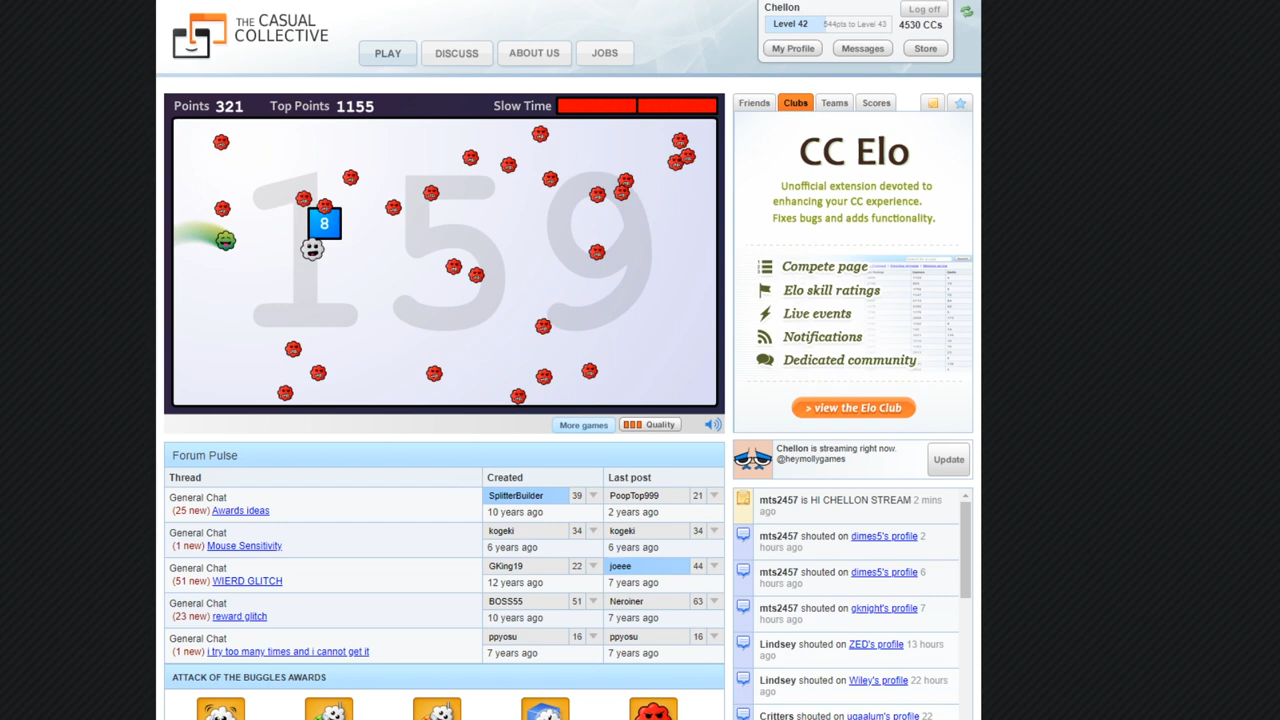 THE CASUAL
COLLECTIVE
PLAY
DISCUSS
ABOUT US
JOBS
Chellon
Log off
Level 42
544pts to Level 43
4530 CCs
My Profile
Messages
Store
Points 321
Top Points 1155
Slow Time
159
8
More games
Quality
Friends
Clubs
Teams
Scores
CC Elo
Unofficial extension devoted to
enhancing your CC experience.
Fixes bugs and adds functionality.
Compete page
Elo skill ratings
Live events
Notifications
Dedicated community
> view the Elo Club
Chellon is streaming right now.
@heymollygames
Update
Forum Pulse
Thread Created Last post
General Chat SplitterBuilder 39 PoopTop999 21
(25 new) Awards ideas 10 years ago 2 years ago
General Chat kogeki 34 kogeki 34
(1 new) Mouse Sensitivity 6 years ago 6 years ago
General Chat GKing19 22 joeee 44
(51 new) WIERD GLITCH 12 years ago 7 years ago
General Chat BOSS55 51 Neroiner 63
(23 new) reward glitch 10 years ago 7 years ago
General Chat ppyosu 16 ppyosu 16
(1 new) i try too many times and i cannot get it 7 years ago 7 years ago
ATTACK OF THE BUGGLES AWARDS
mts2457 is HI CHELLON STREAM 2 mins
ago
mts2457 shouted on dimes5's profile 2
hours ago
mts2457 shouted on dimes5's profile 6
hours ago
mts2457 shouted on gknight's profile 7
hours ago
Lindsey shouted on ZED's profile 13 hours
ago
Lindsey shouted on Wiley's profile 22 hours
ago
Critters shouted on ugaalum's profile 22